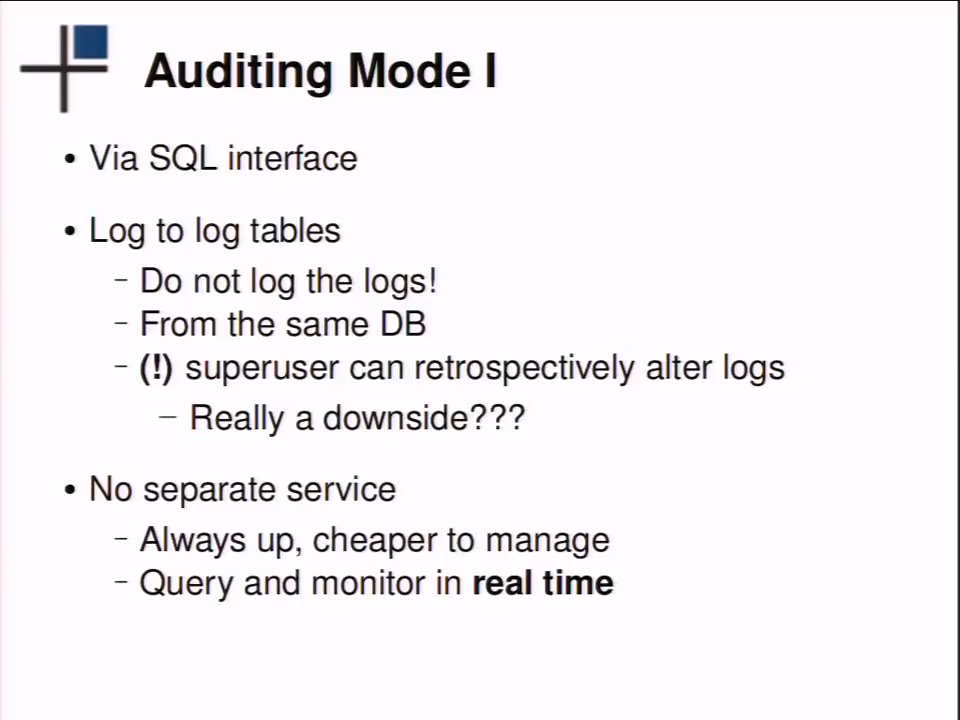 Auditing Mode I
• Via SQL interface
• Log to log tables
– Do not log the logs!
– From the same DB
– (!) superuser can retrospectively alter logs
– Really a downside???
• No separate service
– Always up, cheaper to manage
– Query and monitor in real time